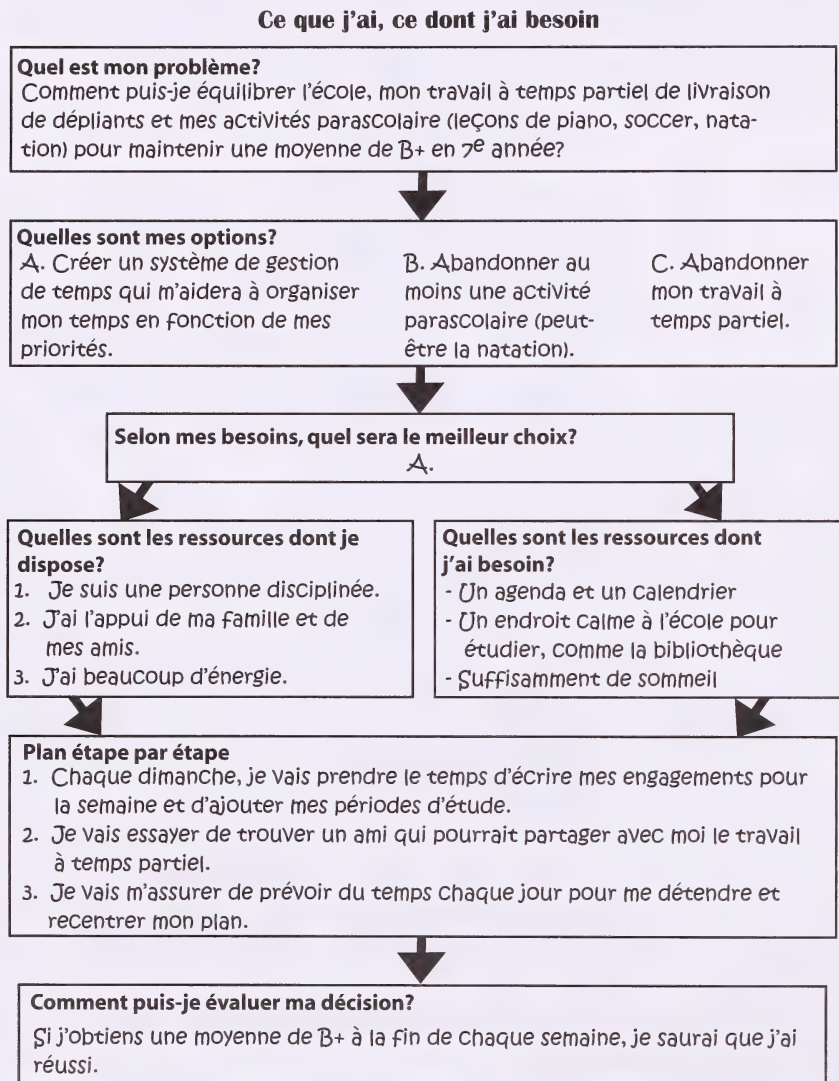 Ce que j'ai, ce dont j'ai besoin
Quel est mon problème?
Comment puis-je équilibrer l'école, mon travail à temps partiel de livraison
de dépliants et mes activités parascolaire (leçons de piano, soccer, nata-
tion) pour maintenir une moyenne de B+ en 7e année?
Quelles sont mes options?
A. Créer un système de gestion
de temps qui m'aidera à organiser
mon temps en fonction de mes
priorités.
B. Abandonner au
moins une activité
parascolaire (peut-
être la natation).
C. Abandonner
mon travail à
temps partiel.
Selon mes besoins, quel sera le meilleur choix?
A.
Quelles sont les ressources dont je
dispose?
1. Je suis une personne disciplinée.
2. J'ai l'appui de ma famille et de
mes amis.
3. J'ai beaucoup d'énergie.
Quelles sont les ressources dont
j'ai besoin?
- Un agenda et un calendrier
- Un endroit calme à l'école pour
étudier, comme la bibliothèque
- Suffisamment de sommeil
Plan étape par étape
1. Chaque dimanche, je vais prendre le temps d'écrire mes engagements pour
la semaine et d'ajouter mes périodes d'étude.
2. Je vais essayer de trouver un ami qui pourrait partager avec moi le travail
à temps partiel.
3. Je vais m'assurer de prévoir du temps chaque jour pour me détendre et
recentrer mon plan.
Comment puis-je évaluer ma décision?
Si j'obtiens une moyenne de B+ à la fin de chaque semaine, je saurai que j'ai
réussi.